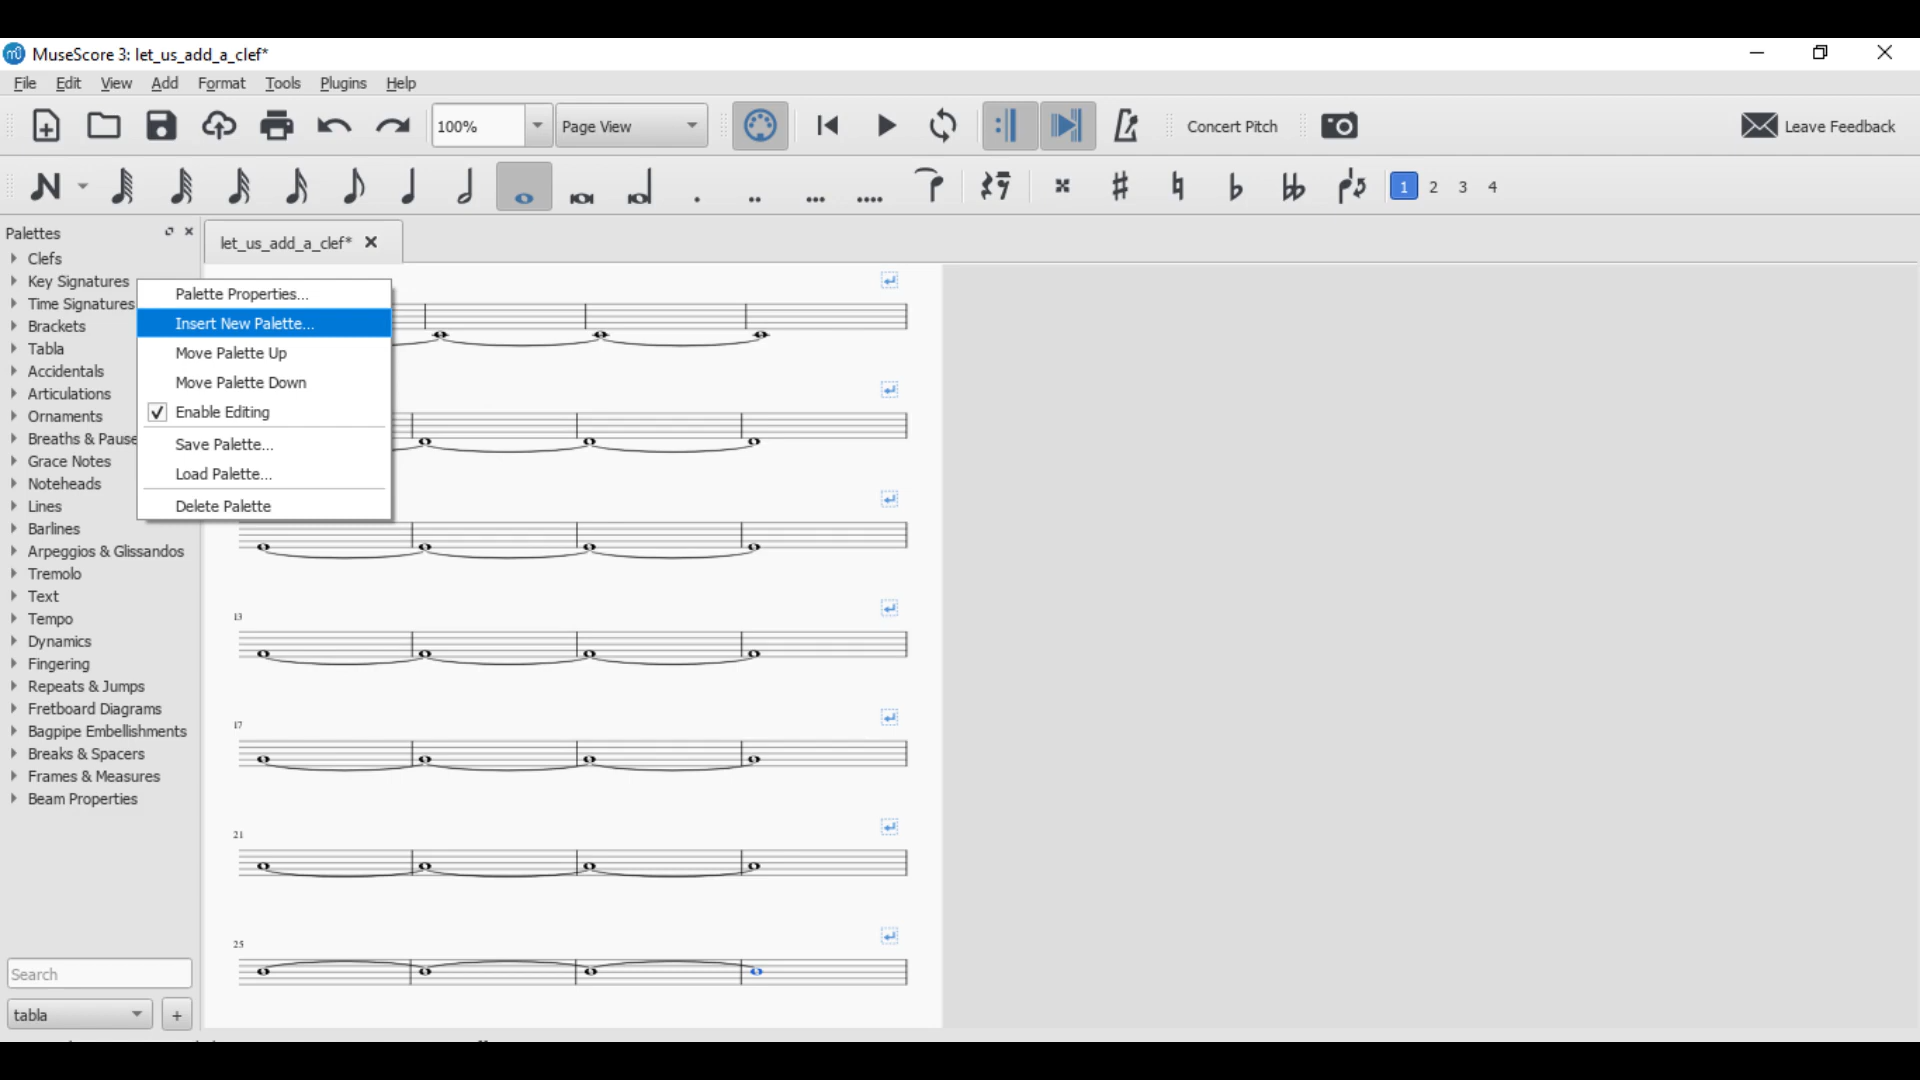 MuseScore 3: let_us_add_a_clef*
File Edit View Add Format Tools Plugins Help
100% Page View Concert Pitch Leave Feedback
1 2 3 4
Palettes
let_us_add_a_clef*
Clefs
Key Signatures
Time Signatures
Brackets
Tabla
Accidentals
Articulations
Ornaments
Breaths & Pause
Grace Notes
Noteheads
Lines
Barlines
Arpeggios & Glissandos
Tremolo
Text
Tempo
Dynamics
Fingering
Repeats & Jumps
Fretboard Diagrams
Bagpipe Embellishments
Breaks & Spacers
Frames & Measures
Beam Properties
Palette Properties...
Insert New Palette...
Move Palette Up
Move Palette Down
Enable Editing
Save Palette...
Load Palette...
Delete Palette
13
17
21
25
Search
tabla +